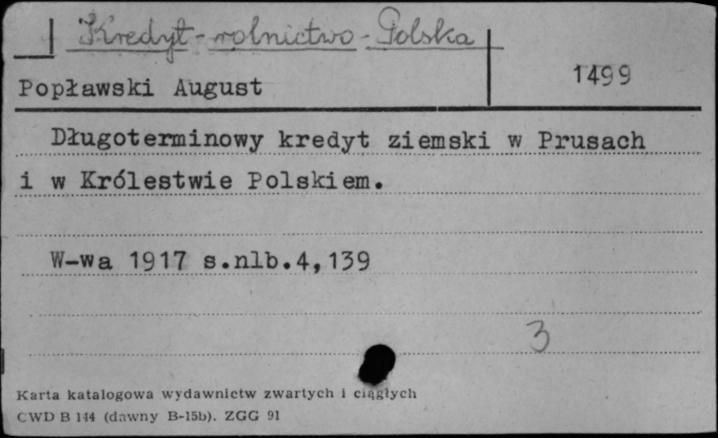 Kredyt-rolnictwo-Polska
Popławski August
1499
Długoterminowy kredyt ziemski w Prusach
i w Królestwie Polskiem.
W-wa 1917 s.nlb.4,139
3
Karta katalogowa wydawnictw zwartych i ciągłych
CWD B 144 (dawny B-15b). ZGG 91